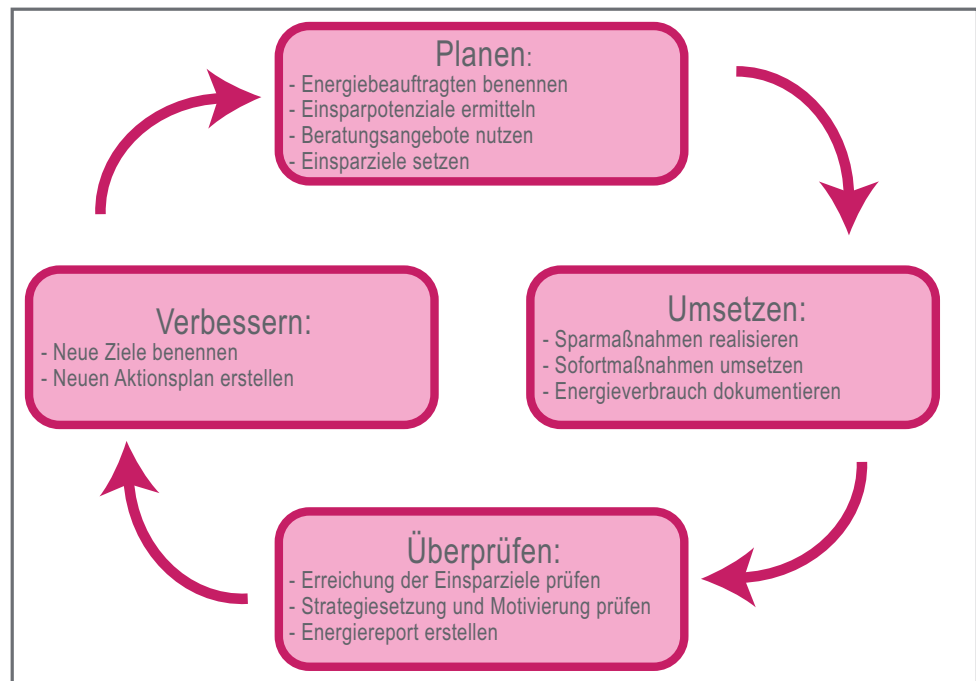 Planen:
- Energiebeauftragten benennen
- Einsparpotenziale ermitteln
- Beratungsangebote nutzen
- Einsparziele setzen
Umsetzen:
- Sparmaßnahmen realisieren
- Sofortmaßnahmen umsetzen
- Energieverbrauch dokumentieren
Überprüfen:
- Erreichung der Einsparziele prüfen
- Strategiesetzung und Motivierung prüfen
- Energiereport erstellen
Verbessern:
- Neue Ziele benennen
- Neuen Aktionsplan erstellen